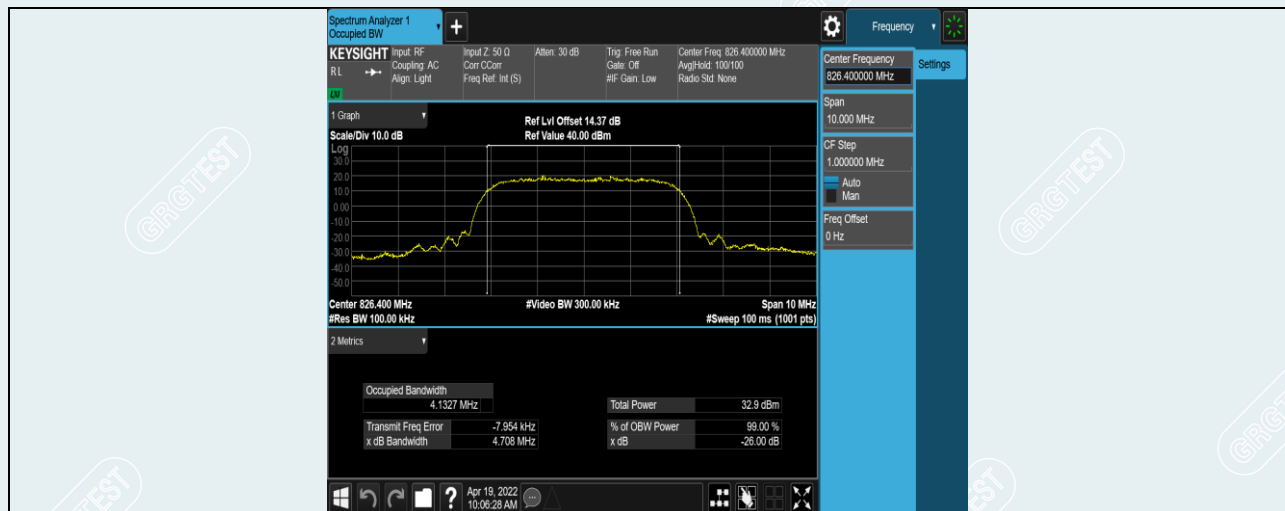 Spectrum Analyzer 1
Occupied BW
+
Frequency
KEYSIGHT
RL
LXI
Input: RF
Coupling: AC
Align: Light
Input Z: 50 Ω
Corr CCorr
Freq Ref: Int (S)
Atten: 30 dB
Trig: Free Run
Gate: Off
#IF Gain: Low
Center Freq: 826.400000 MHz
Avg|Hold: 100/100
Radio Std: None
Center Frequency
826.400000 MHz
Settings
Span
10.000 MHz
CF Step
1.000000 MHz
Auto
Man
Freq Offset
0 Hz
1 Graph
Scale/Div 10.0 dB
Ref Lvl Offset 14.37 dB
Ref Value 40.00 dBm
Log
30.0
20.0
10.0
0.00
-10.0
-20.0
-30.0
-40.0
-50.0
Center 826.400 MHz
#Video BW 300.00 kHz
Span 10 MHz
#Res BW 100.00 kHz
#Sweep 100 ms (1001 pts)
2 Metrics
Occupied Bandwidth
4.1327 MHz
Total Power 32.9 dBm
Transmit Freq Error -7.954 kHz
% of OBW Power 99.00 %
x dB Bandwidth 4.708 MHz
x dB -26.00 dB
?
Apr 19, 2022
10:06:28 AM
GRGTEST
GRGTEST
GRGTEST
GRGTEST